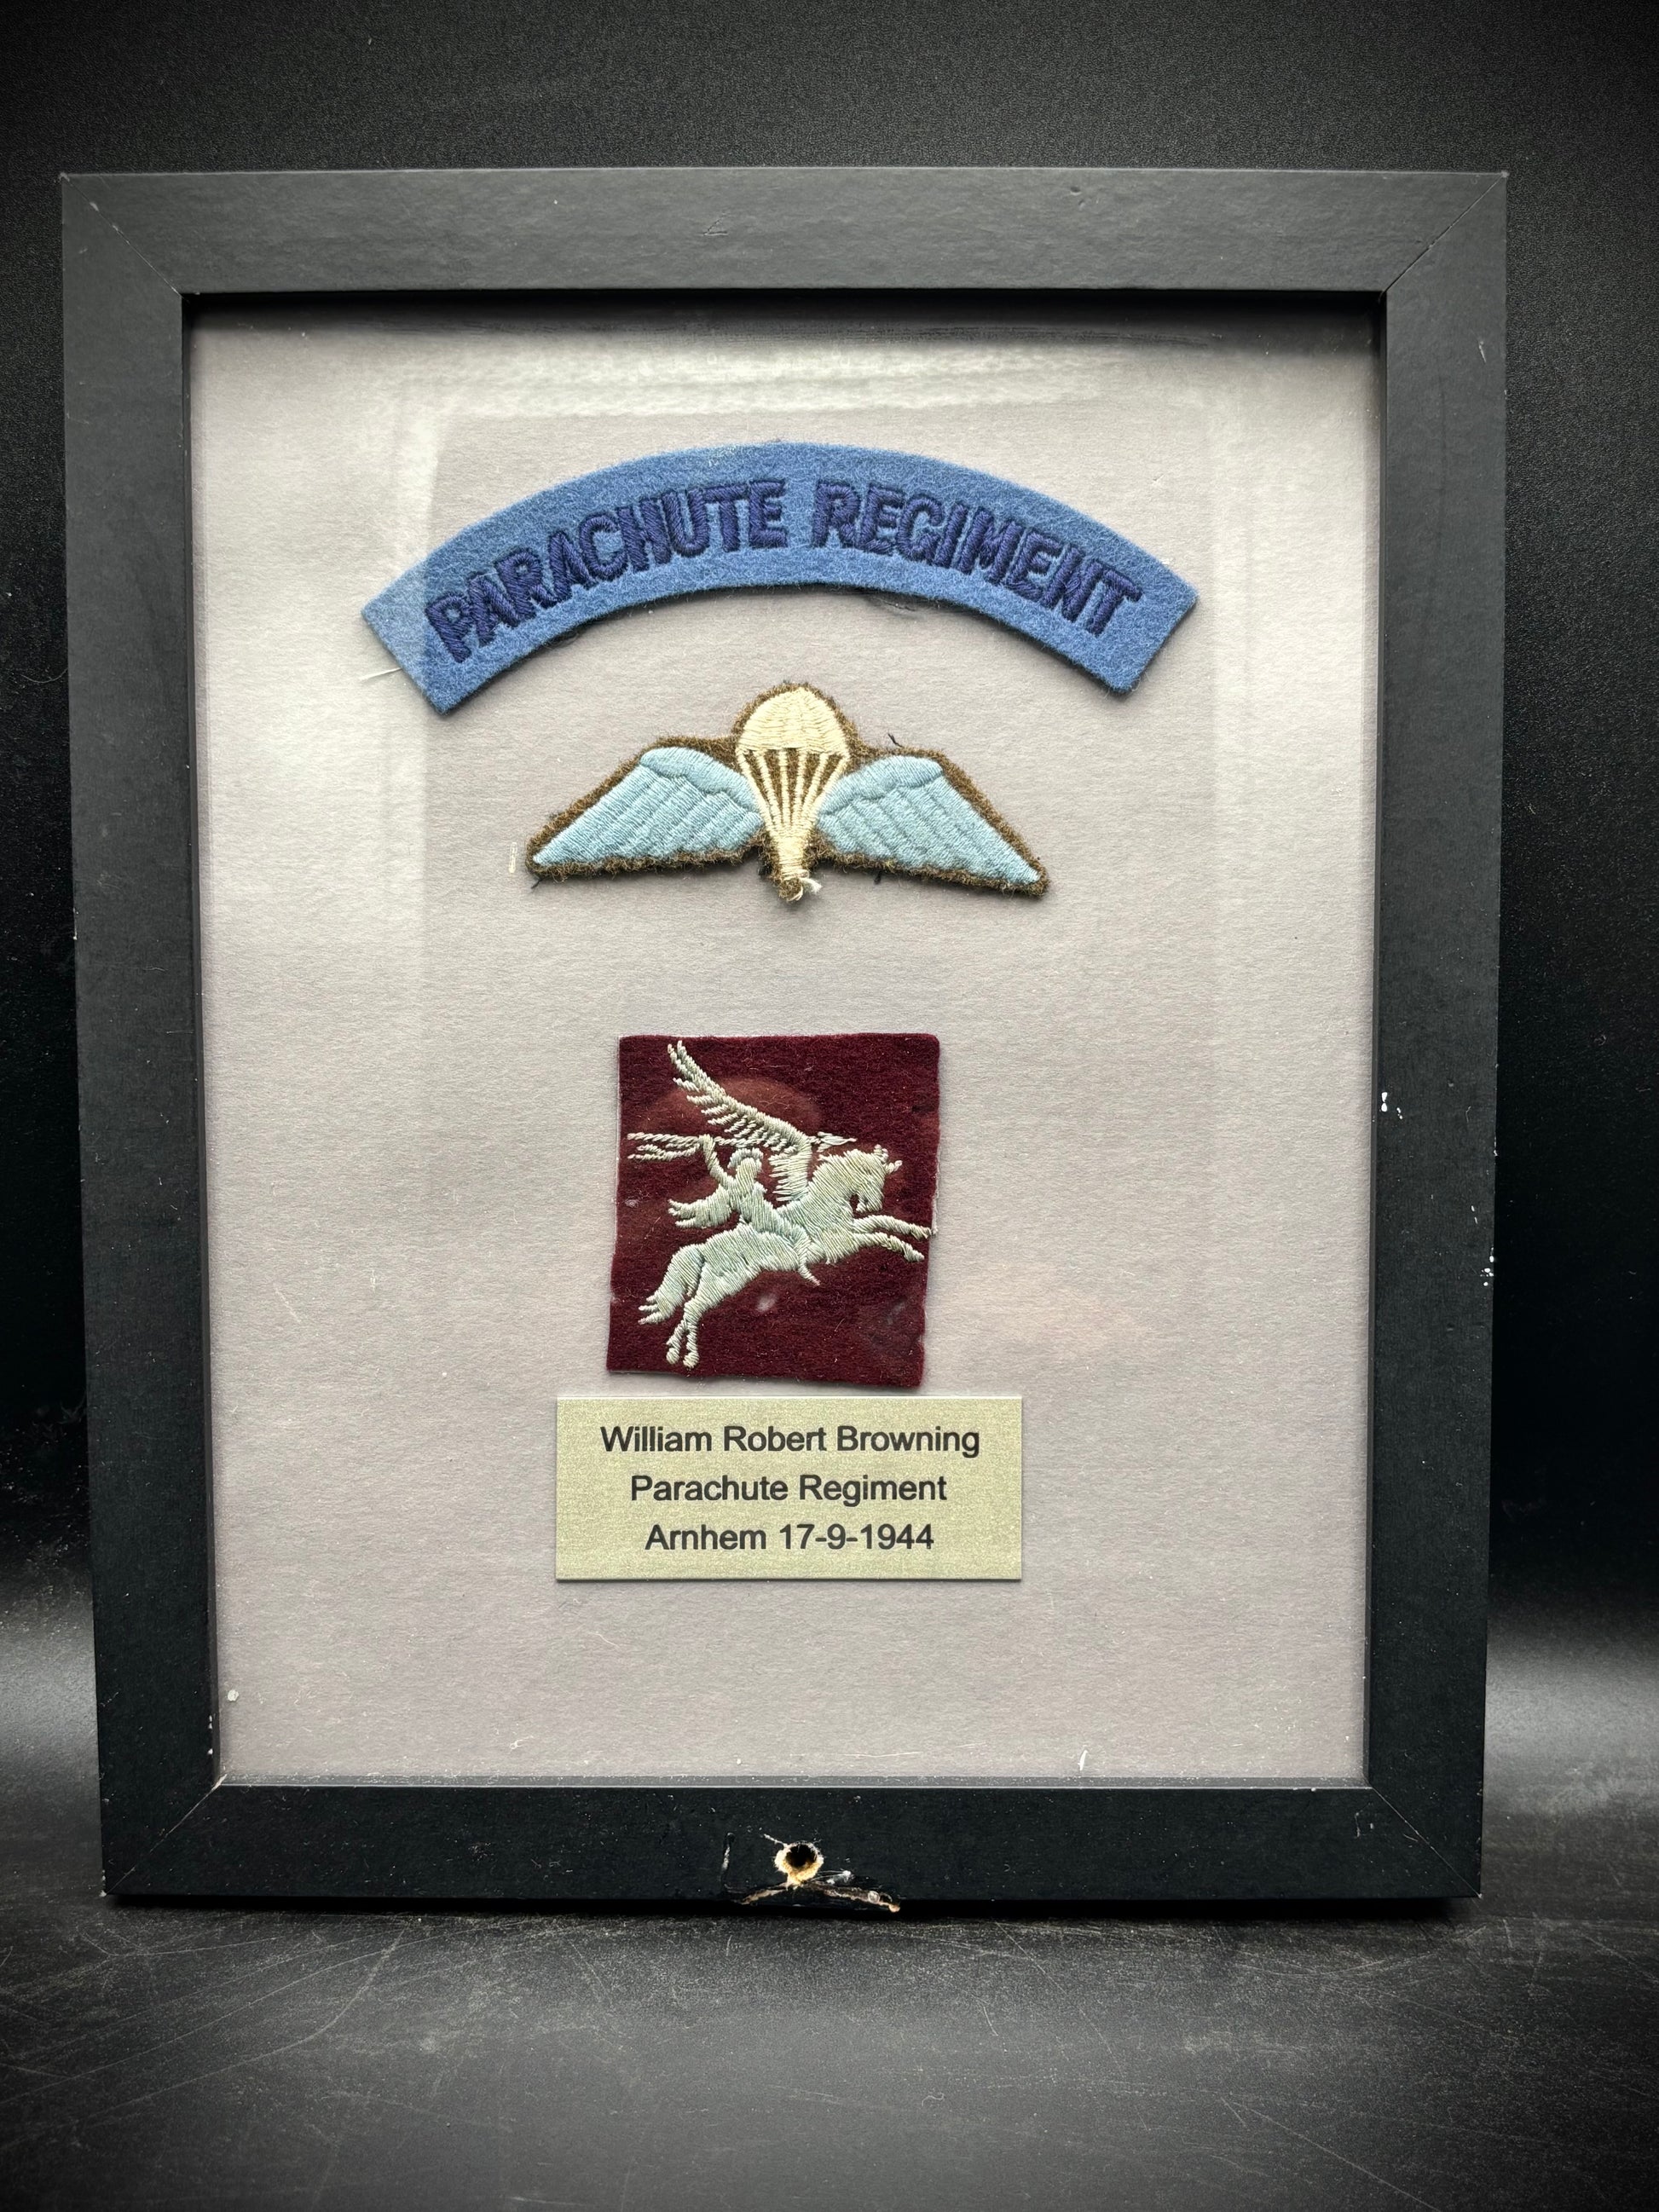 PARACHUTE REGIMENT
William Robert Browning
Parachute Regiment
Arnhem 17-9-1944